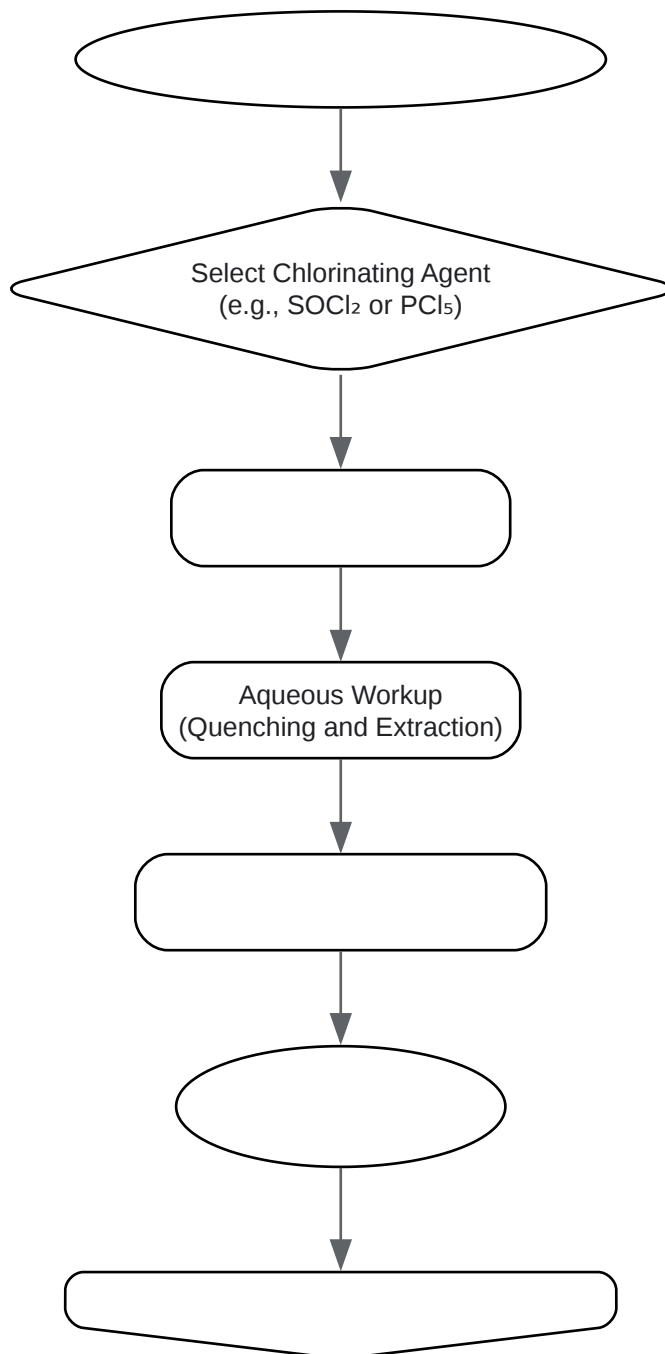 Select Chlorinating Agent
(e.g., SOCl₂ or PCl₅)
Aqueous Workup
(Quenching and Extraction)